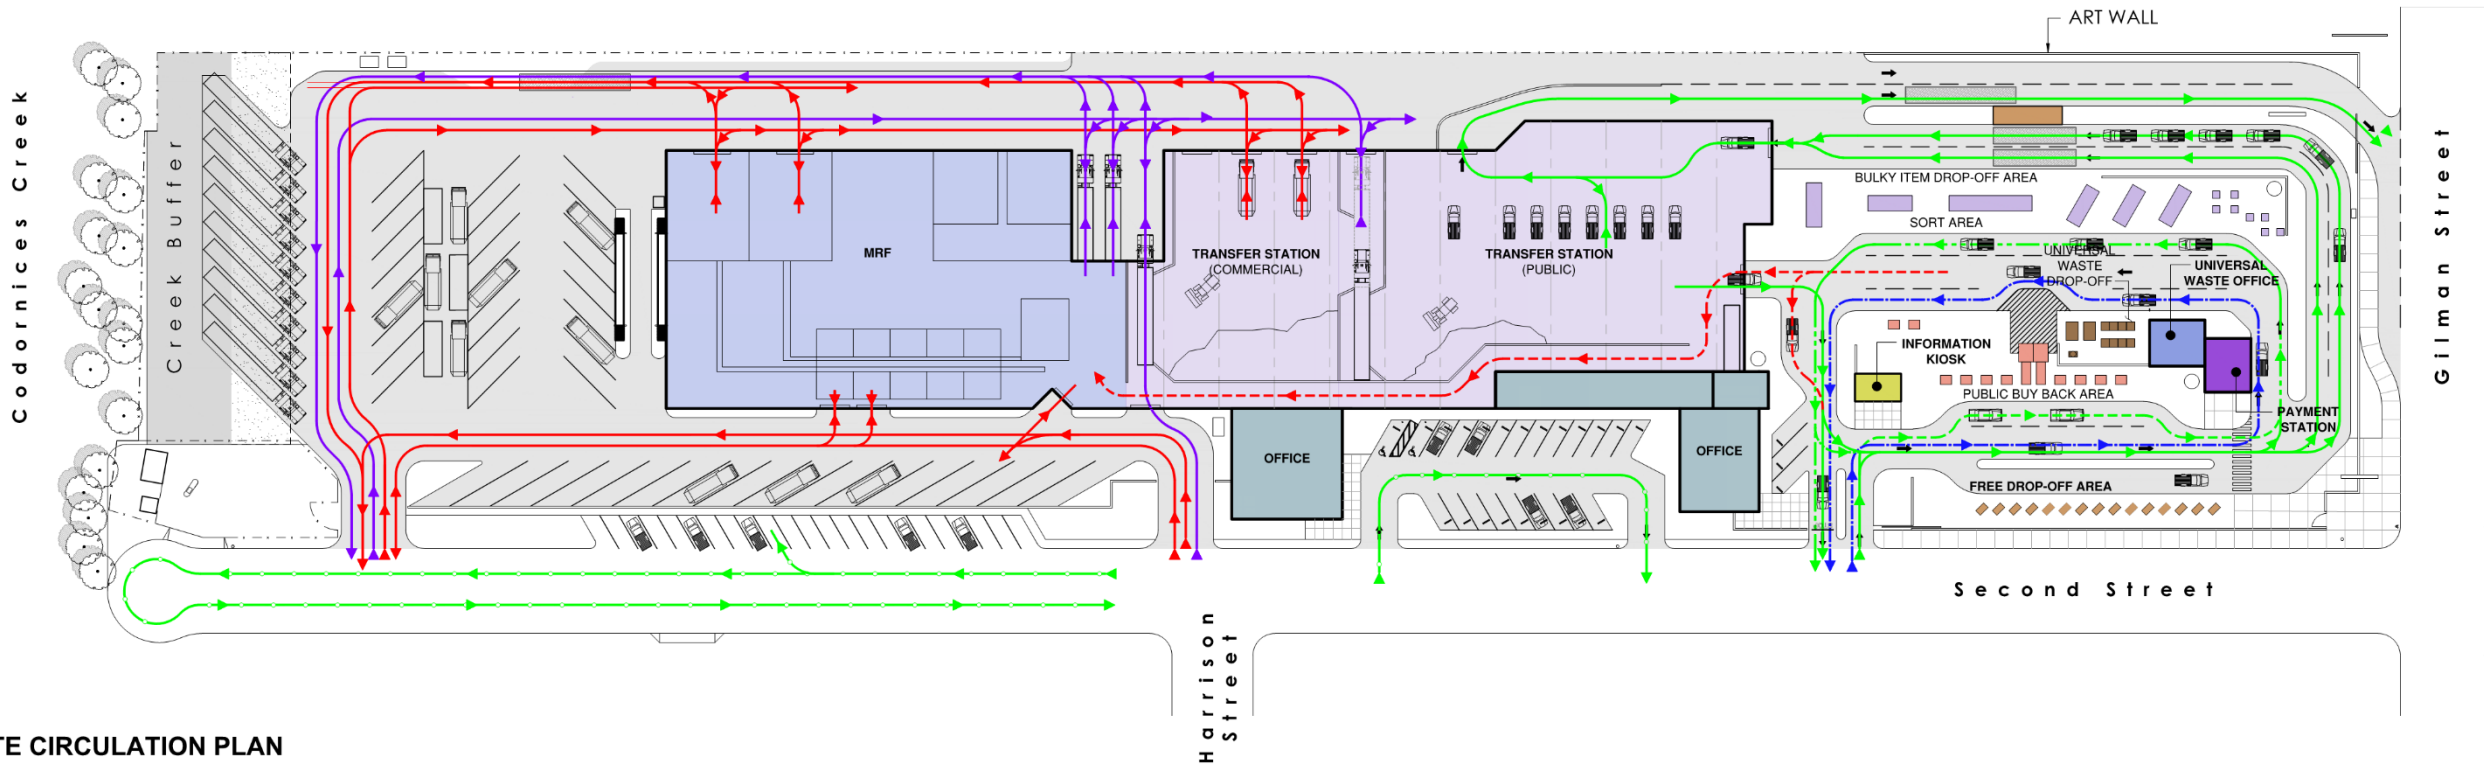 ART WALL
Codornices Creek
Creek Buffer
MRF
TRANSFER STATION
(COMMERCIAL)
TRANSFER STATION
(PUBLIC)
BULKY ITEM DROP-OFF AREA
SORT AREA
UNIVERSAL
WASTE
DROP-OFF
UNIVERSAL
WASTE OFFICE
INFORMATION
KIOSK
PUBLIC BUY BACK AREA
PAYMENT
STATION
OFFICE
OFFICE
FREE DROP-OFF AREA
Gilman Street
Second Street
Harrison
Street
TE CIRCULATION PLAN